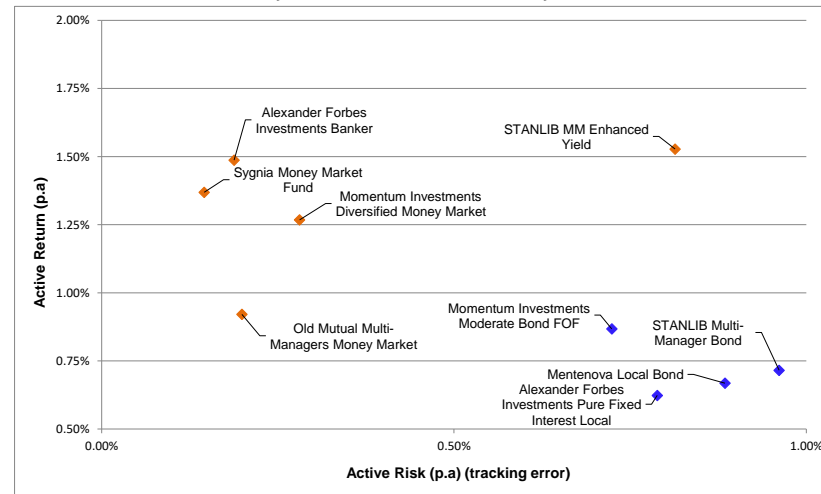 2.00%
1.75%
1.50%
1.25%
1.00%
0.75%
0.50%
Active Return (p.a)
Alexander Forbes
Investments Banker
STANLIB MM Enhanced
Yield
Sygnia Money Market
Fund
Momentum Investments
Diversified Money Market
Old Mutual Multi-
Managers Money Market
Momentum Investments
Moderate Bond FOF
STANLIB Multi-
Manager Bond
Mentenova Local Bond
Alexander Forbes
Investments Pure Fixed
Interest Local
0.00%
0.50%
1.00%
Active Risk (p.a) (tracking error)